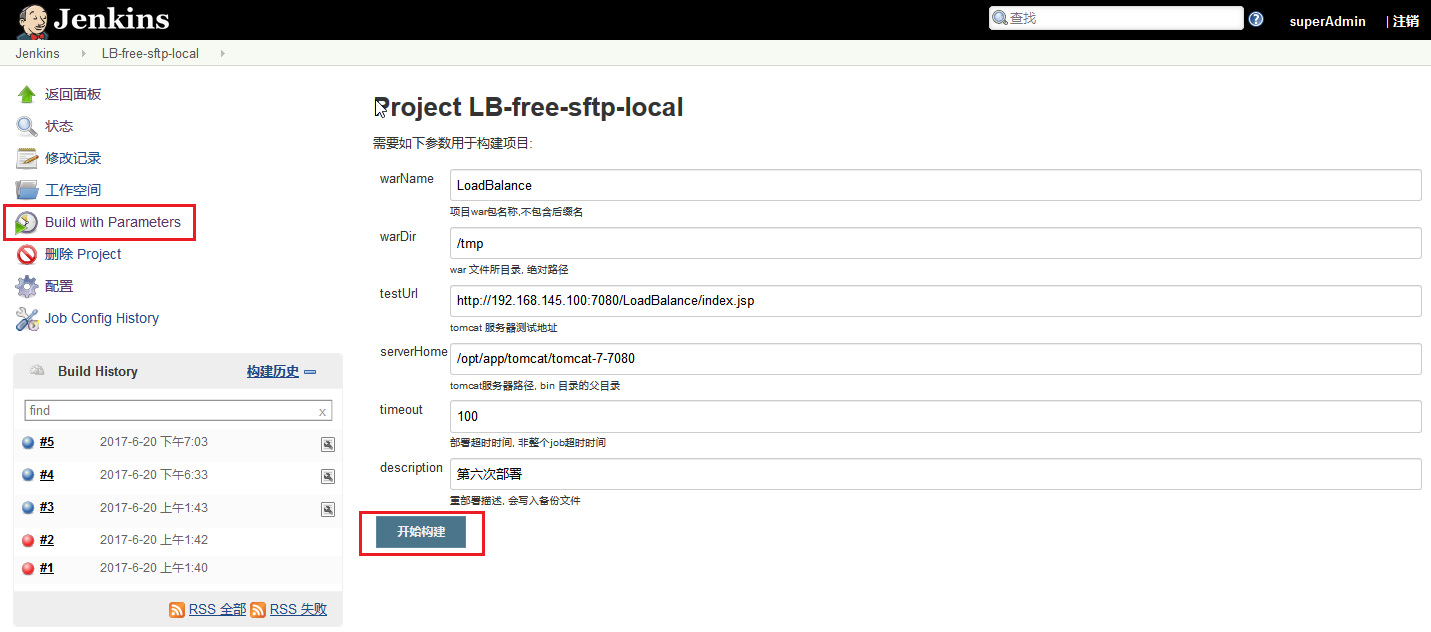 Jenkins
查找
superAdmin | 注销
Jenkins LB-free-sftp-local
返回面板
状态
修改记录
工作空间
Build with Parameters
删除 Project
配置
Job Config History
Build History 构建历史
find x
#5 2017-6-20 下午7:03
#4 2017-6-20 下午6:33
#3 2017-6-20 上午1:43
#2 2017-6-20 上午1:42
#1 2017-6-20 上午1:40
RSS 全部 RSS 失败
Project LB-free-sftp-local
需要如下参数用于构建项目:
warName LoadBalance
项目war包名称,不包含后缀名
warDir /tmp
war 文件所目录, 绝对路径
testUrl http://192.168.145.100:7080/LoadBalance/index.jsp
tomcat 服务器测试地址
serverHome /opt/app/tomcat/tomcat-7-7080
tomcat服务器路径, bin 目录的父目录
timeout 100
部署超时时间, 非整个job超时时间
description 第六次部署
重部署描述, 会写入备份文件
开始构建